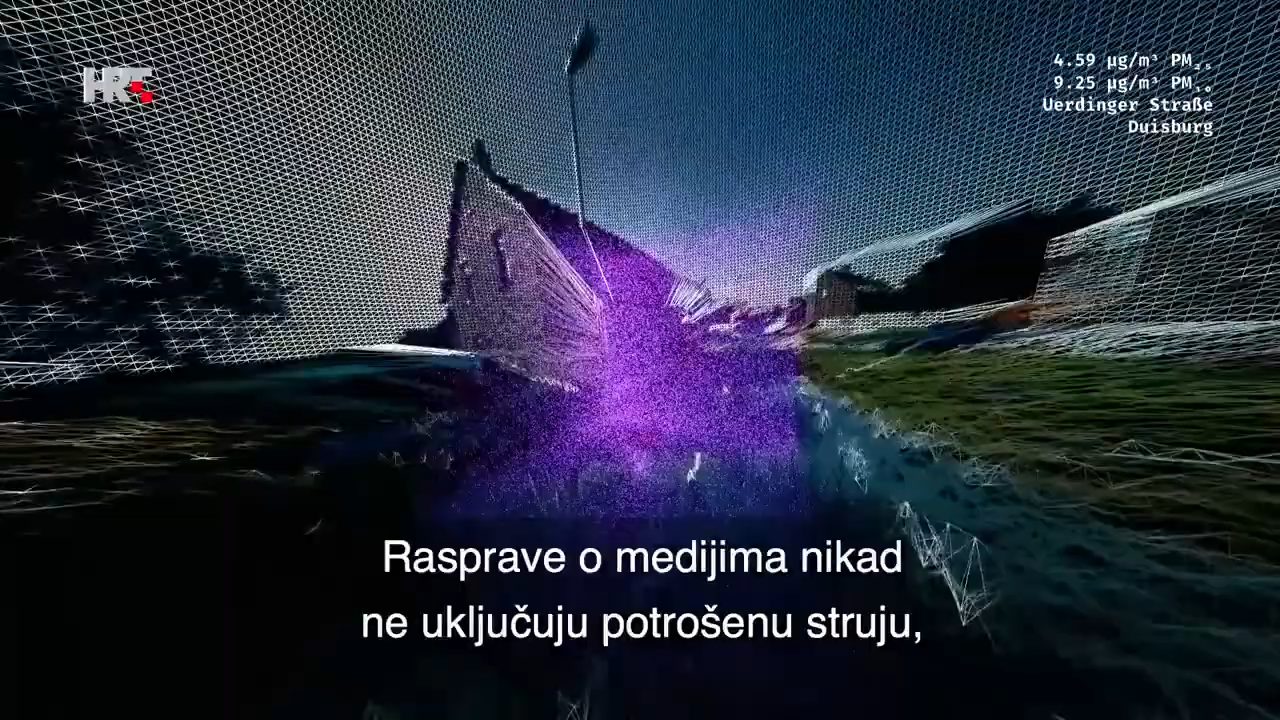 HRT
4.59 µg/m³ PM₂.₅
9.25 µg/m³ PM₁₀
Uerdinger Straße
Duisburg
Rasprave o medijima nikad
ne uključuju potrošenu struju,